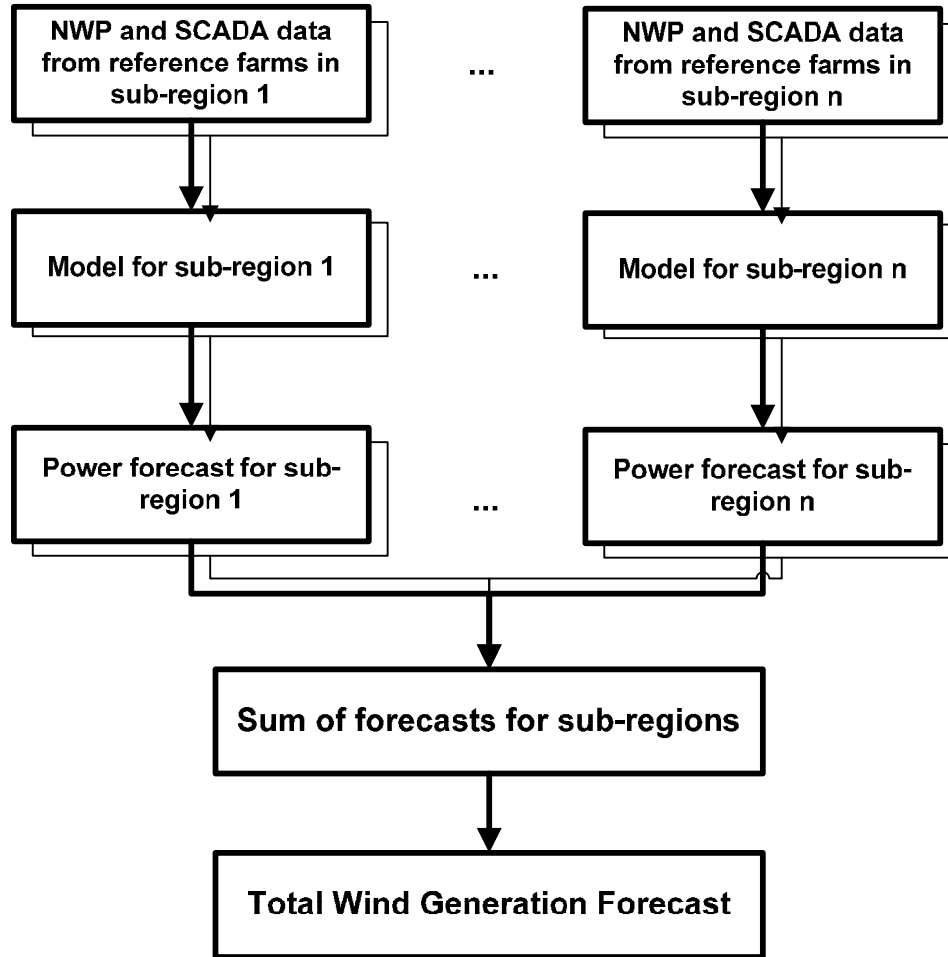 NWP and SCADA data
from reference farms in
sub-region 1
...
NWP and SCADA data
from reference farms in
sub-region n
Model for sub-region 1
...
Model for sub-region n
Power forecast for sub-
region 1
...
Power forecast for sub-
region n
Sum of forecasts for sub-regions
Total Wind Generation Forecast